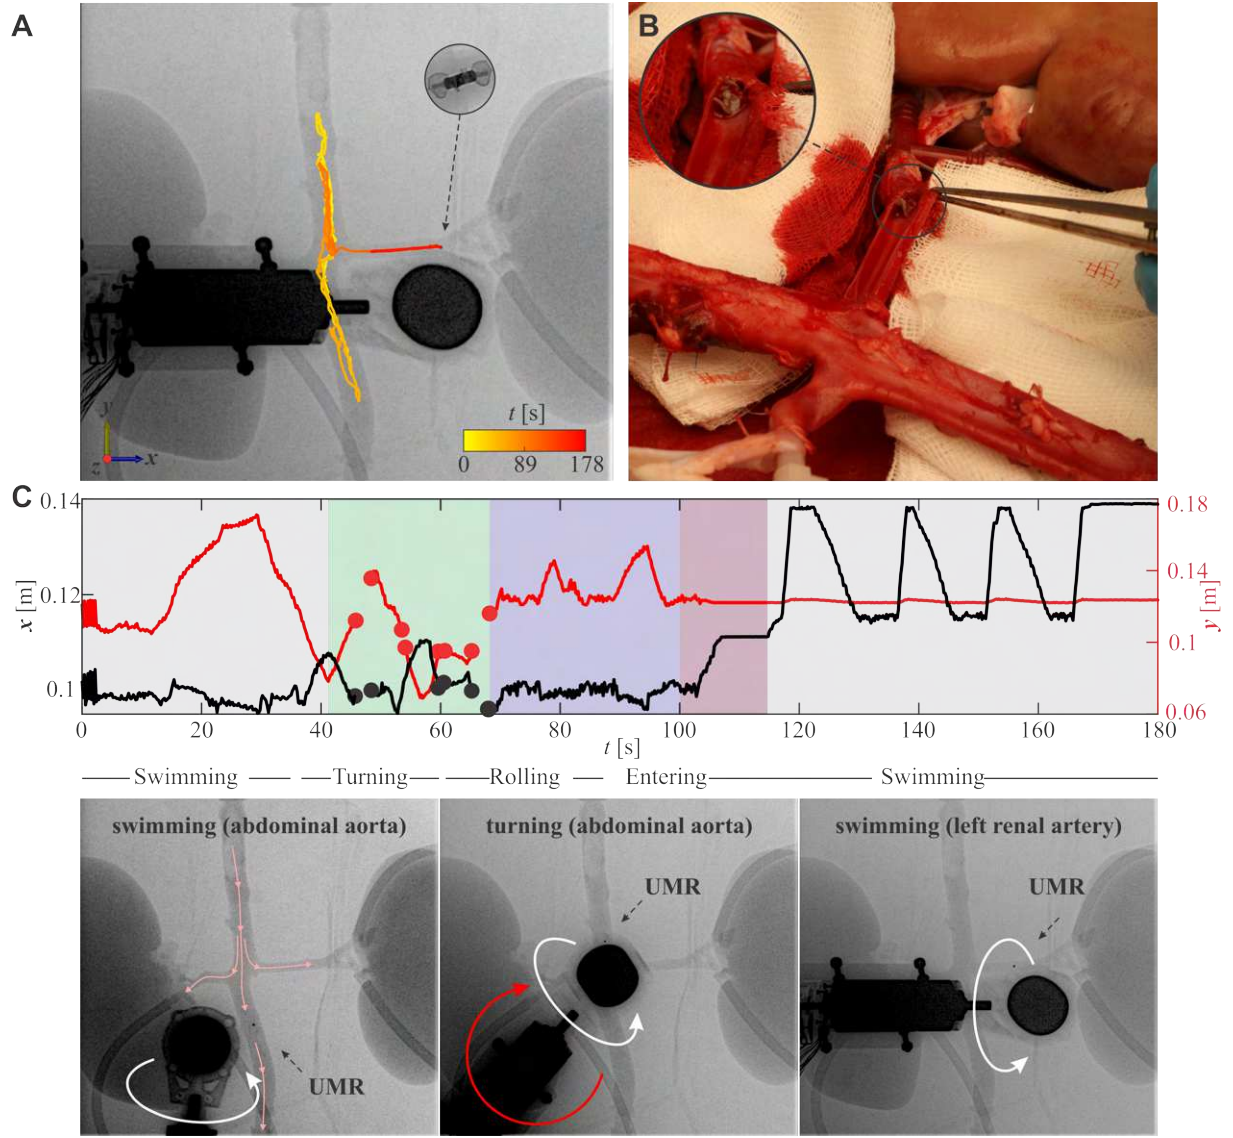 A
B
y
z
x
t [s]
0
89
178
C
0.14
0.12
0.1
x [m]
0.18
0.14
0.1
0.06
y [m]
0
20
40
60
80
100
120
140
160
180
t [s]
Swimming
Turning
Rolling
Entering
Swimming
swimming (abdominal aorta)
UMR
turning (abdominal aorta)
UMR
swimming (left renal artery)
UMR